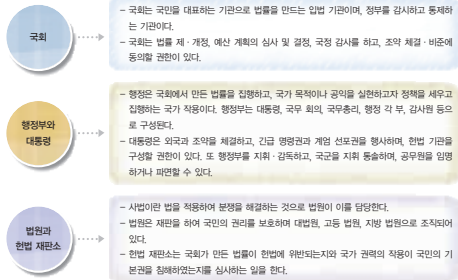 국회
– 국회는 국민을 대표하는 기관으로 법률을 만드는 입법 기관이며, 정부를 감시하고 통제하
는 기관이다.
– 국회는 법률 제·개정, 예산 계획의 심사 및 결정, 국정 감사를 하고, 조약 체결·비준에
동의할 권한이 있다.
행정부와
대통령
– 행정은 국회에서 만든 법률을 집행하고, 국가 목적이나 공익을 실현하고자 정책을 세우고
집행하는 국가 작용이다. 행정부는 대통령, 국무 회의, 국무총리, 행정 각 부, 감사원 등으
로 구성된다.
– 대통령은 외국과 조약을 체결하고, 긴급 명령권과 계엄 선포권을 행사하며, 헌법 기관을
구성할 권한이 있다. 또 행정부를 지휘·감독하고, 국군을 지휘 통솔하며, 공무원을 임명
하거나 파면할 수 있다.
법원과
헌법 재판소
– 사법이란 법을 적용하여 분쟁을 해결하는 것으로 법원이 이를 담당한다.
– 법원은 재판을 하여 국민의 권리를 보호하며 대법원, 고등 법원, 지방 법원으로 조직되어
있다.
– 헌법 재판소는 국회가 만든 법률이 헌법에 위반되는지와 국가 권력의 작용이 국민의 기
본권을 침해하였는지를 심사하는 일을 한다.